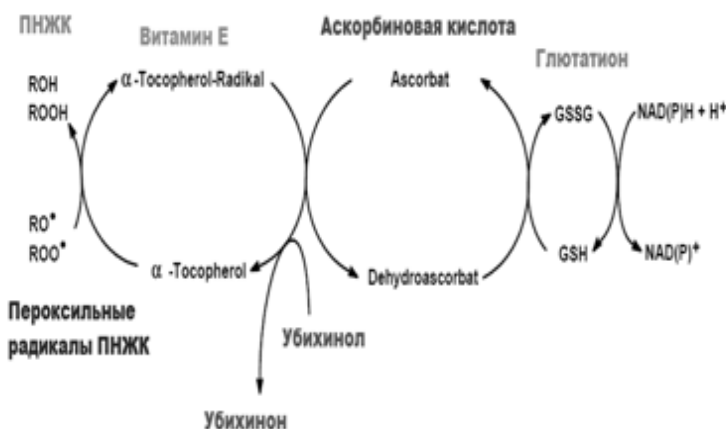 ПНЖК
Витамин Е
Аскорбиновая кислота
Глютатион
ROH
ROOH
α-Tocopherol-Radikal
Ascorbat
GSSG
NAD(P)H + H⁺
RO•
ROO•
α -Tocopherol
Dehydroascorbat
GSH
NAD(P)⁺
Пероксильные
радикалы ПНЖК
Убихинол
Убихинон